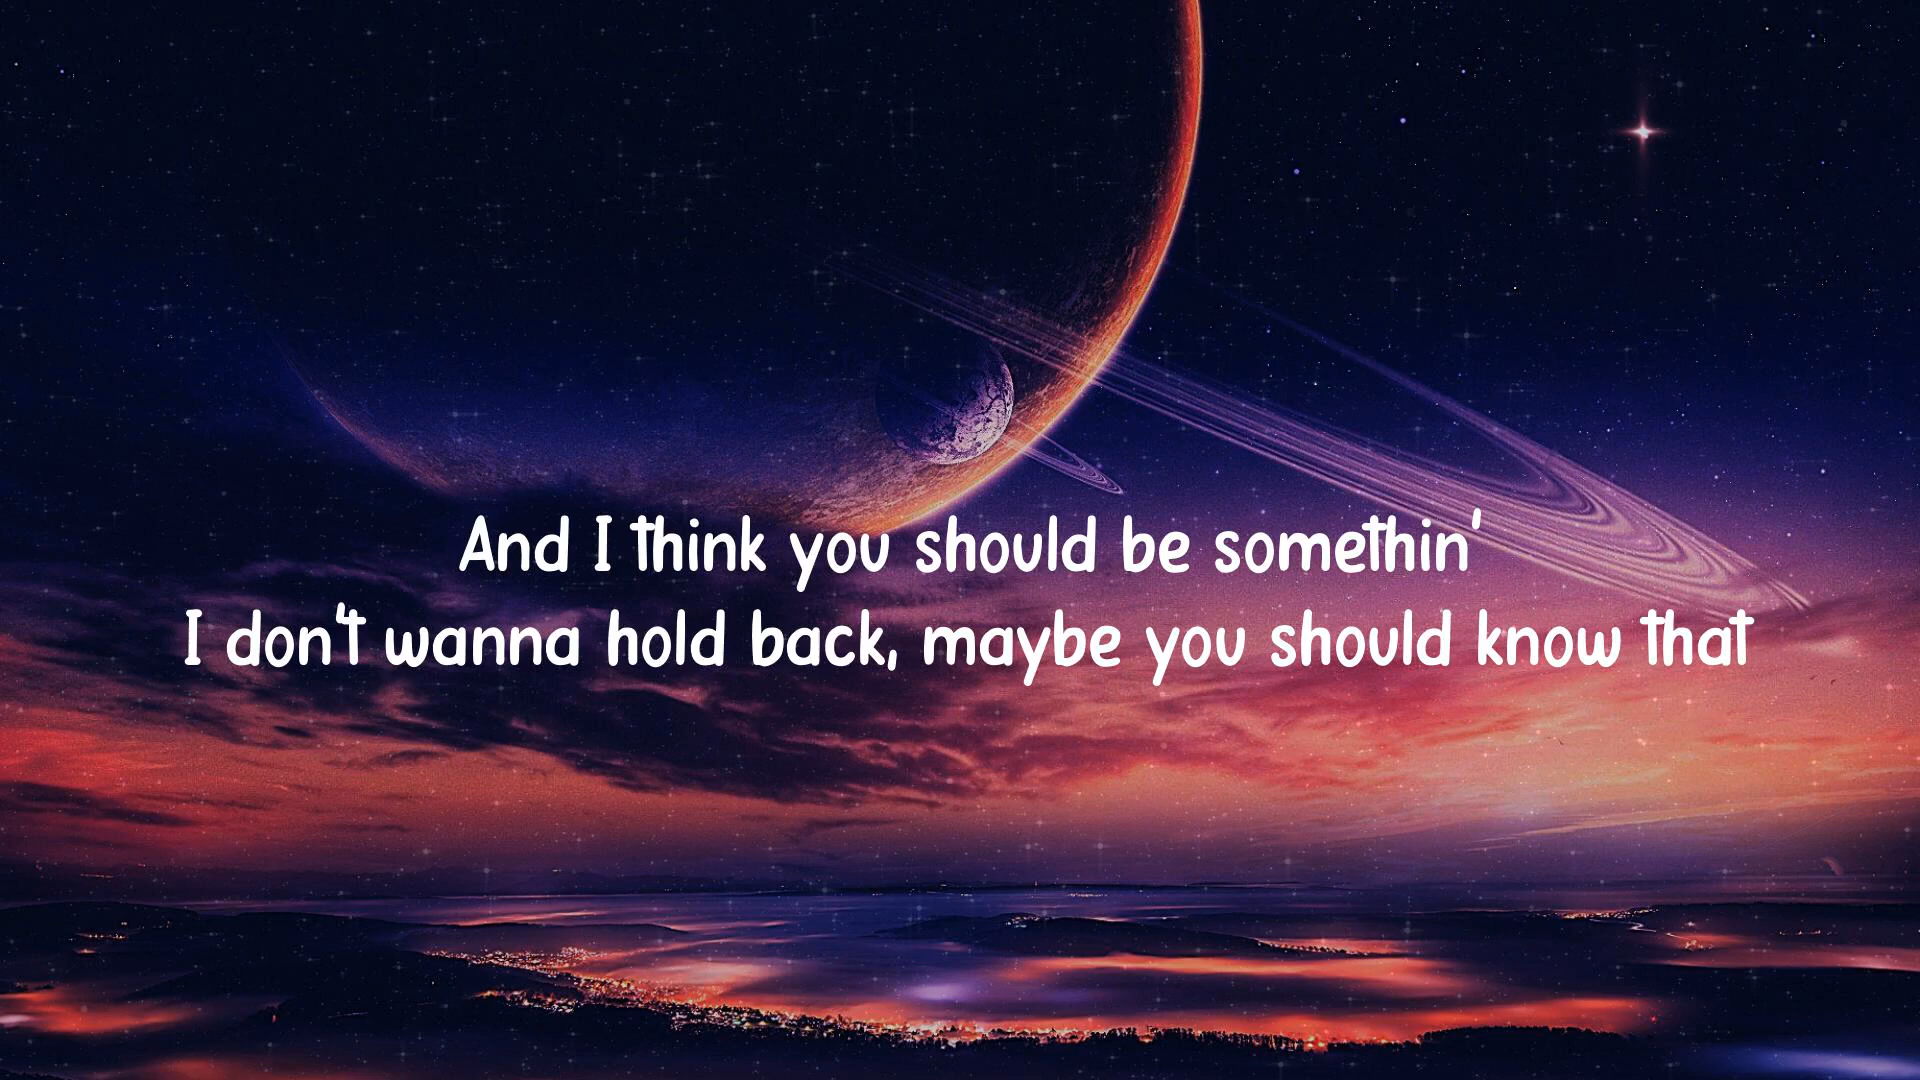 And I think you should be somethin'
I don't wanna hold back, maybe you should know that